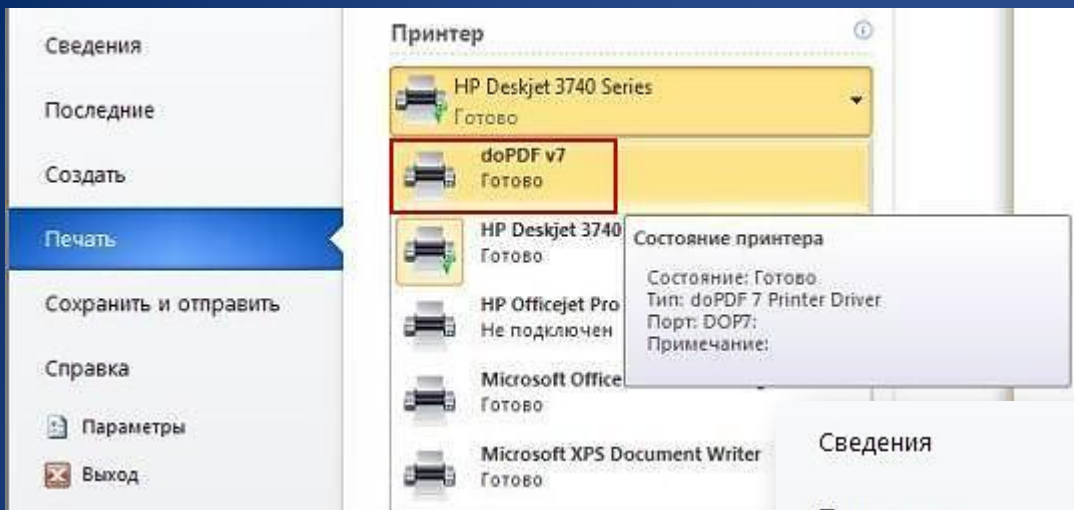 Сведения
Последние
Создать
Печать
Сохранить и отправить
Справка
Параметры
Выход
Принтер
HP Deskjet 3740 Series
Готово
doPDF v7
Готово
HP Deskjet 3740
Готово
HP Officejet Pro
Не подключен
Microsoft Office
Готово
Microsoft XPS Document Writer
Готово
Состояние принтера
Состояние: Готово
Тип: doPDF 7 Printer Driver
Порт: DOP7:
Примечание:
Сведения